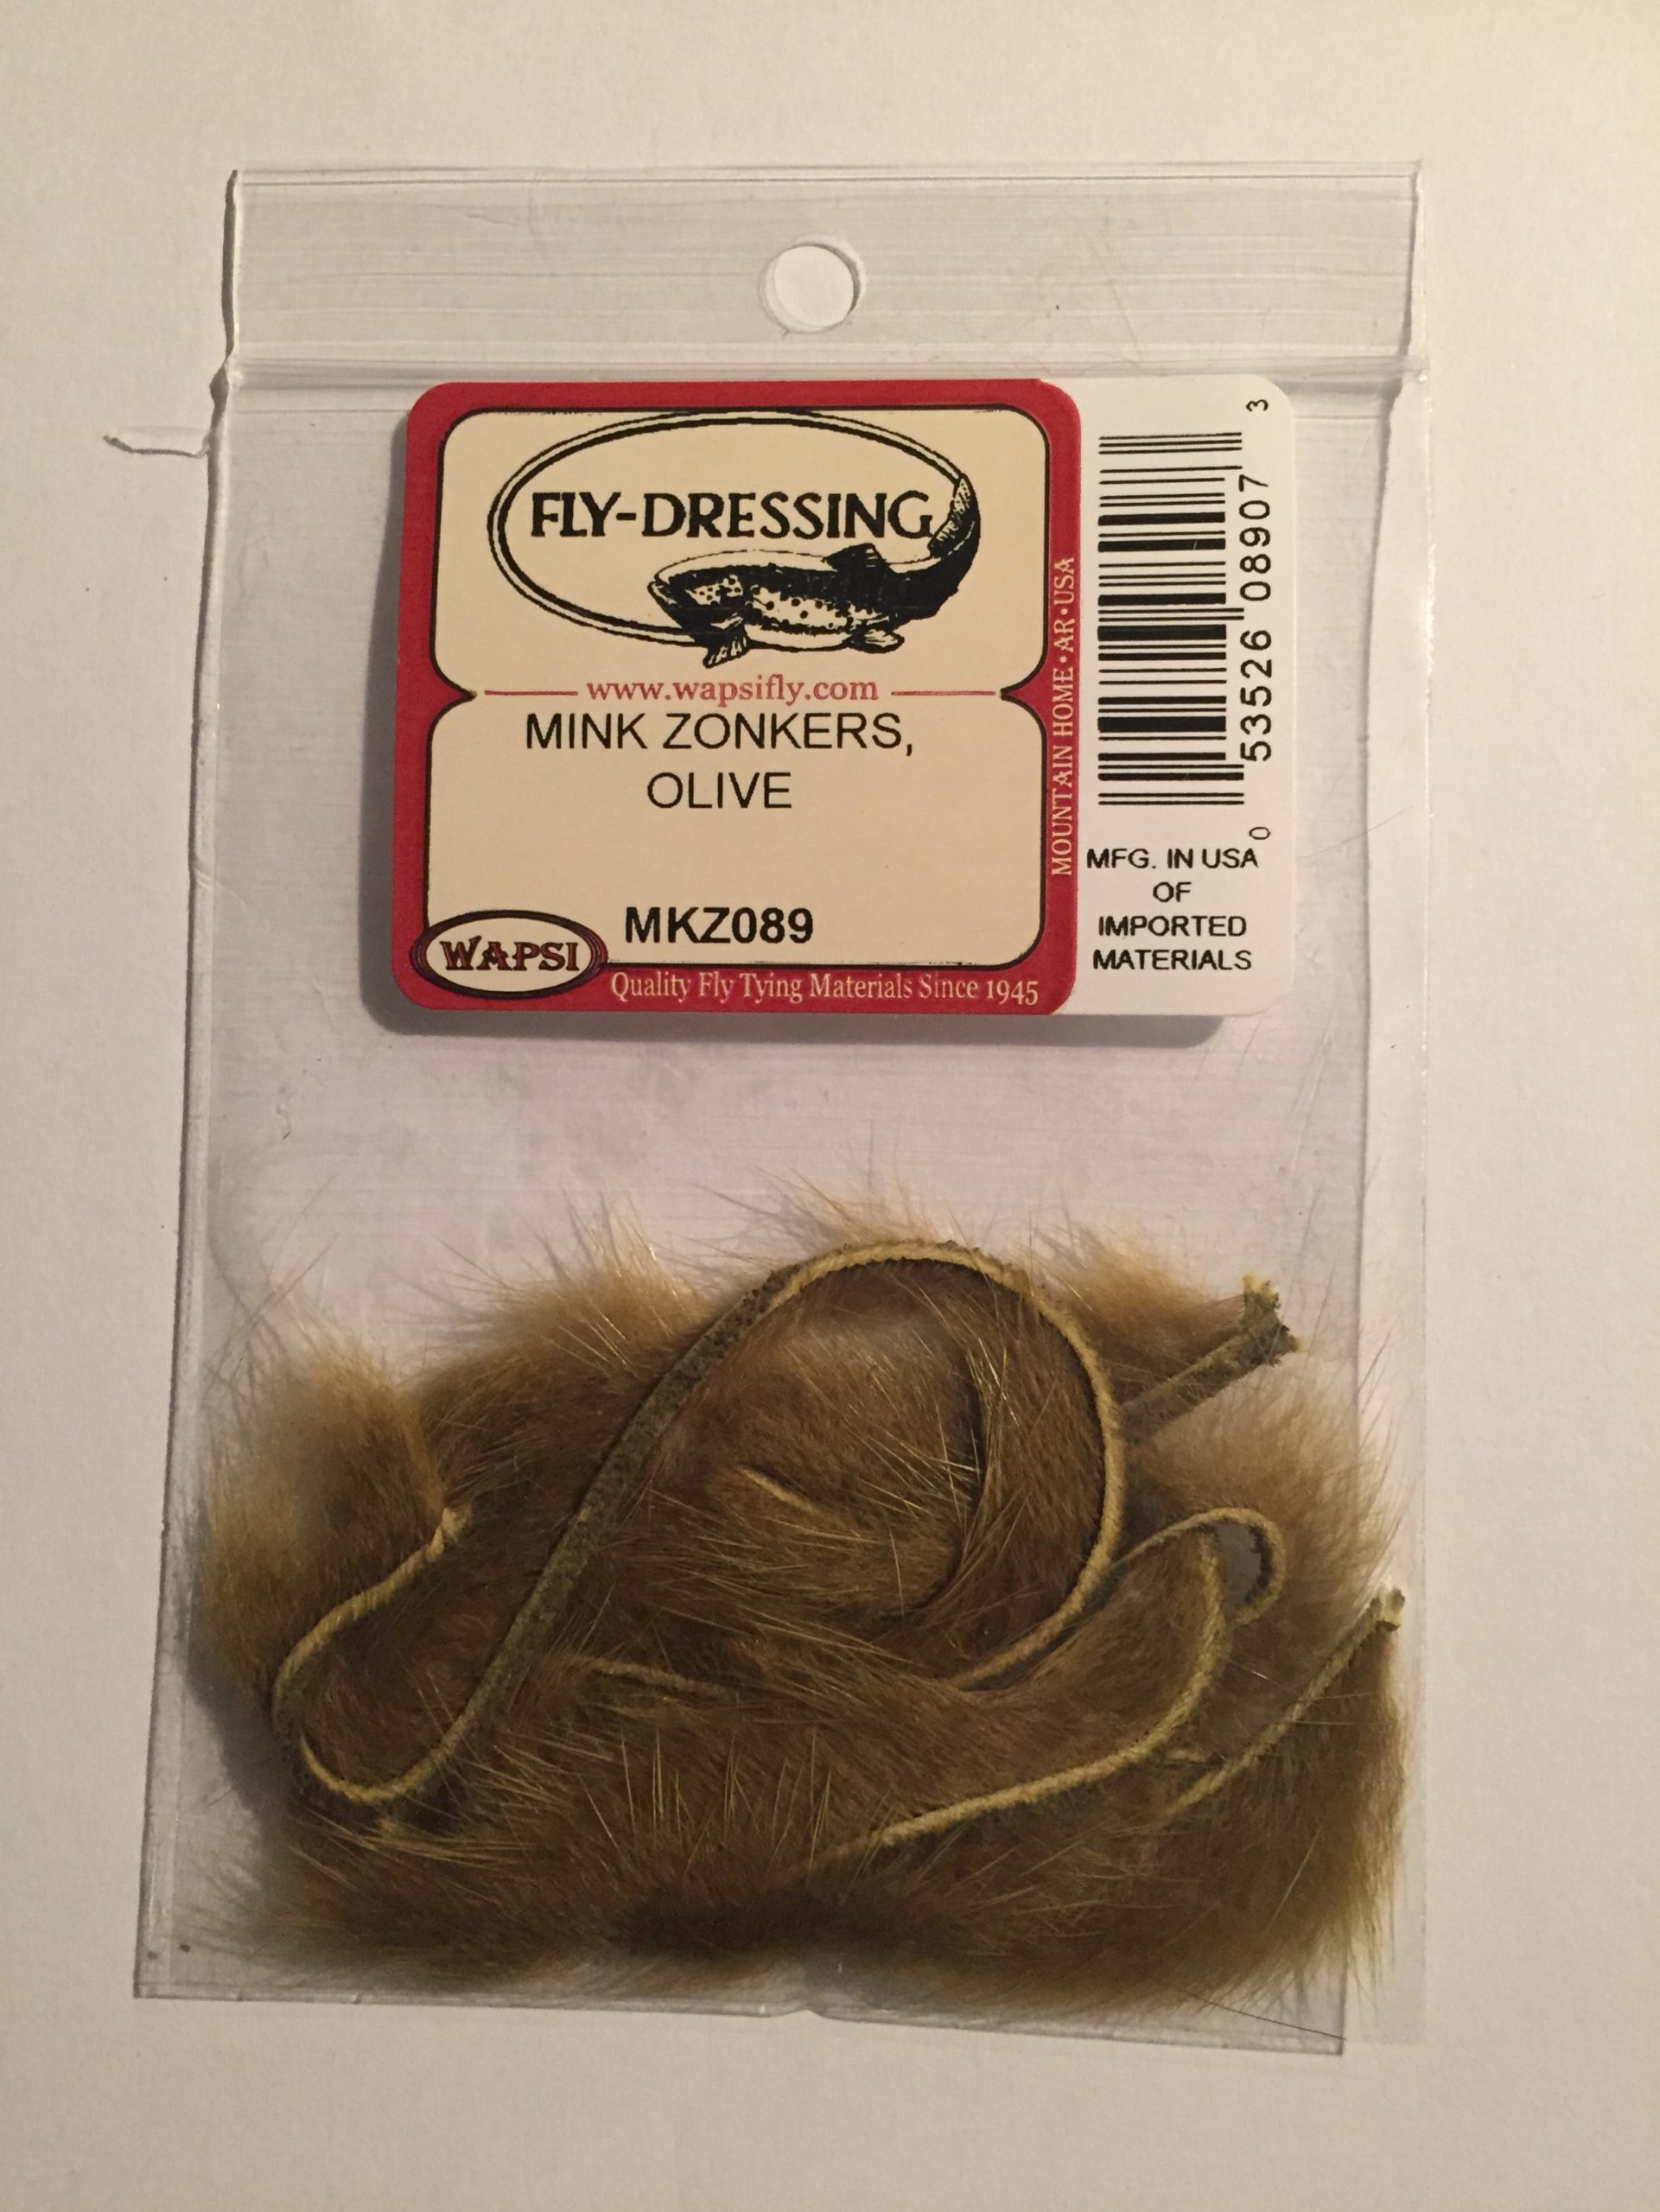 FLY-DRESSING
www.wapsifly.com
MINK ZONKERS,
OLIVE
MKZ089
WAPSI
Quality Fly Tying Materials Since 1945
MOUNTAIN HOME • AR • USA
0 53526 08907 3
MFG. IN USA
OF
IMPORTED
MATERIALS